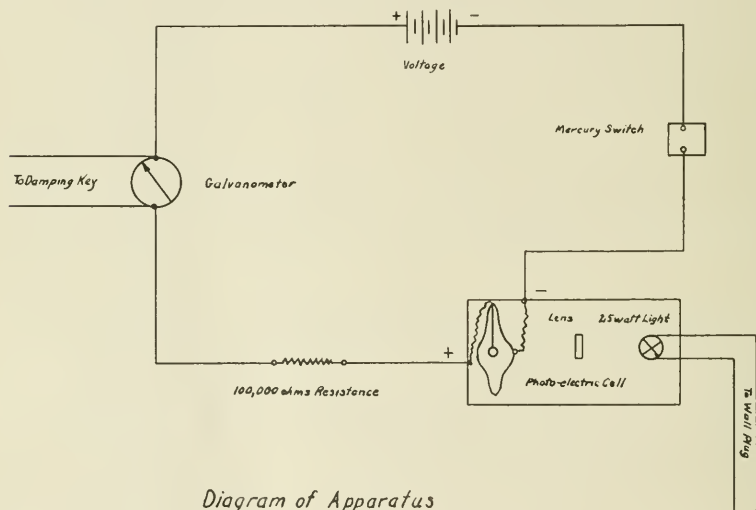 + −
Voltage
Mercury Switch
To Damping Key
Galvanometer
−
Lens
25 watt Light
+
Photo-electric Cell
100,000 ohms Resistance
To Wall Plug
Diagram of Apparatus